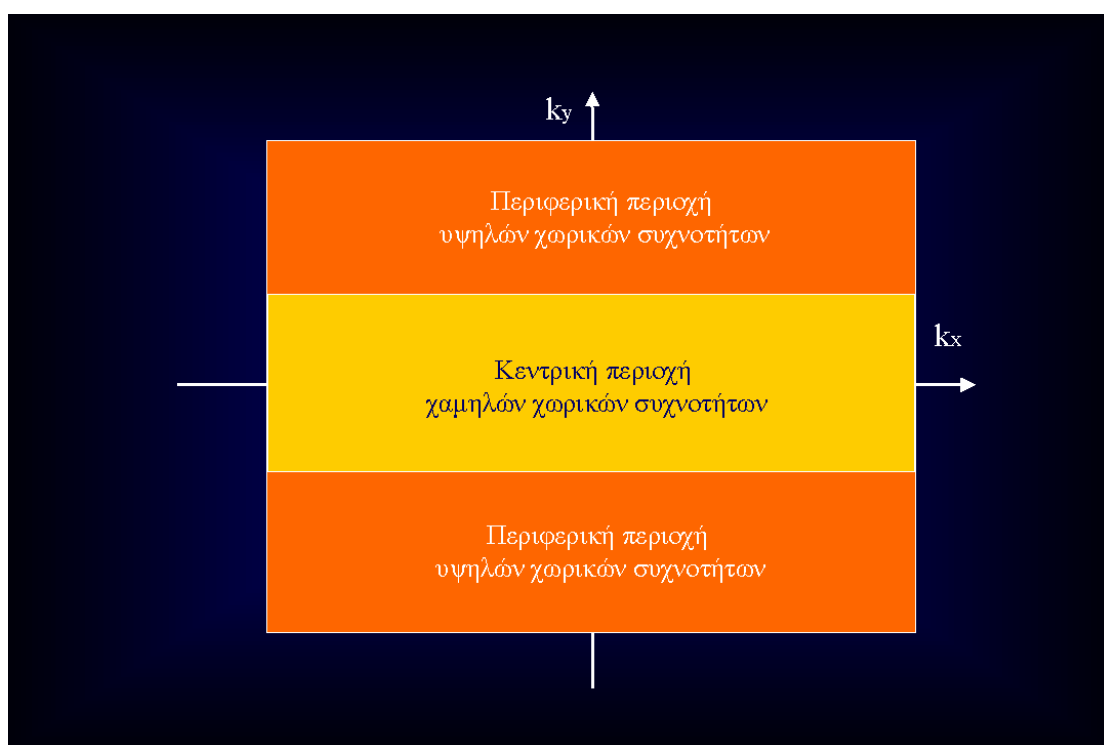 ky
Περιφερική περιοχή
υψηλών χωρικών συχνοτήτων
kx
Κεντρική περιοχή
χαμηλών χωρικών συχνοτήτων
Περιφερική περιοχή
υψηλών χωρικών συχνοτήτων